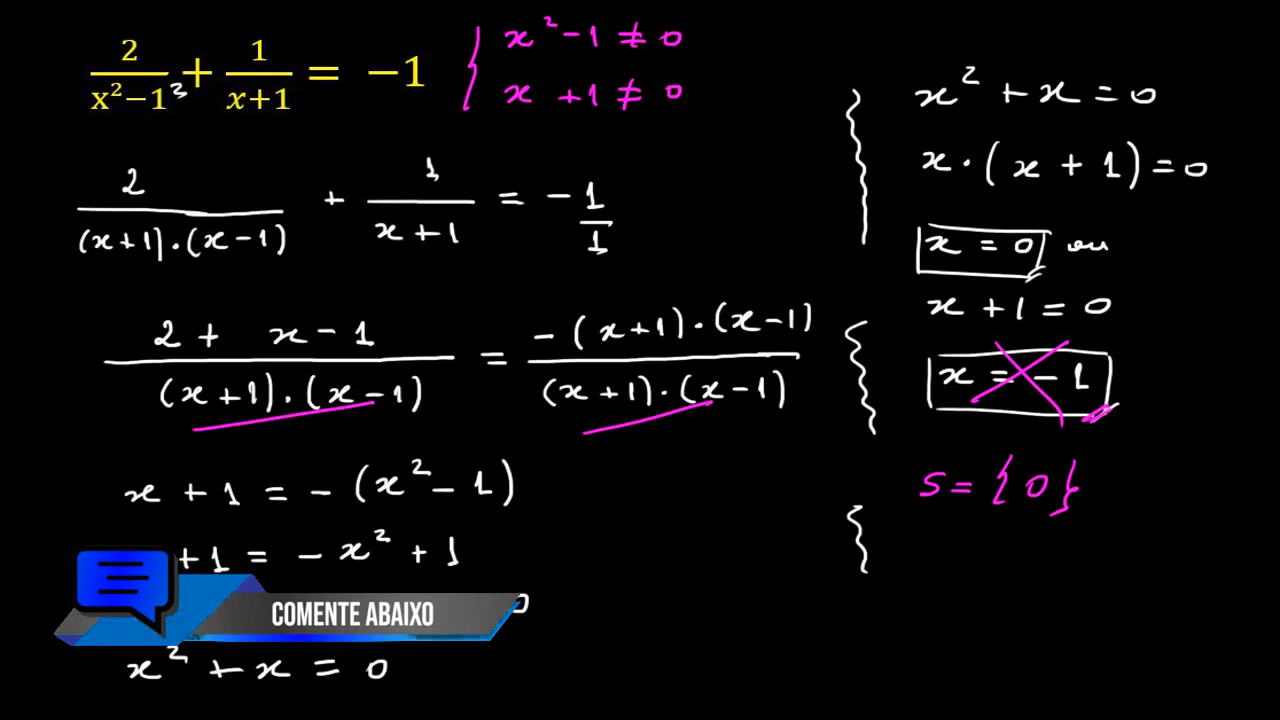 2/(x²−1) + 1/(x+1) = −1 { x² − 1 ≠ 0
x + 1 ≠ 0
2/((x+1)·(x−1)) + 1/(x+1) = −1/1
(2 + x − 1)/((x+1)·(x−1)) = −(x+1)·(x−1)/((x+1)·(x−1))
x + 1 = −(x² − 1)
+ 1 = −x² + 1
0
COMENTE ABAIXO
x² + x = 0
x² + x = 0
x·(x + 1) = 0
x = 0 ou
x + 1 = 0
x = −1
S = {0}